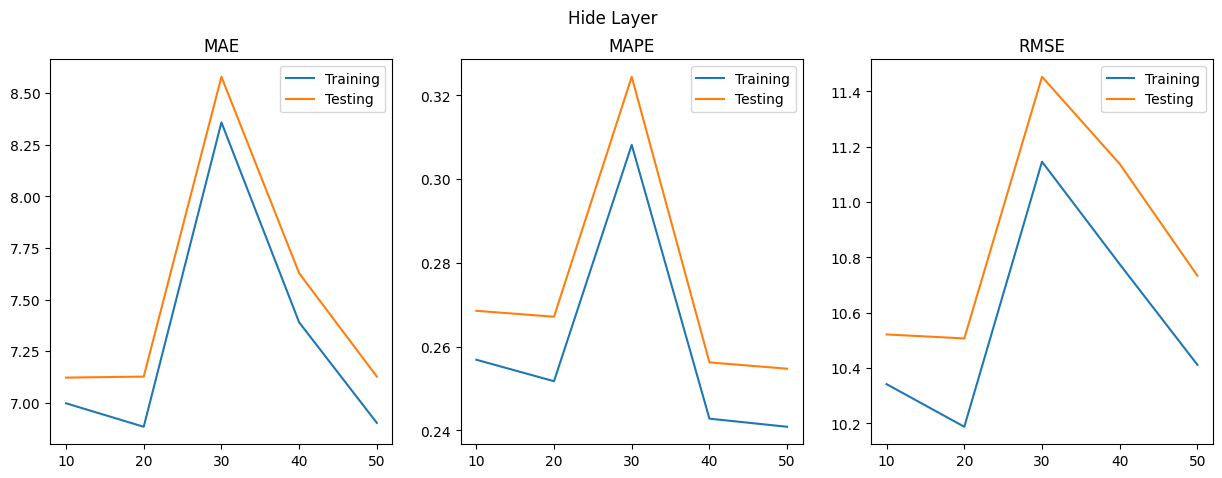 Hide Layer
MAE
Training
Testing
8.50
8.25
8.00
7.75
7.50
7.25
7.00
10 20 30 40 50
MAPE
Training
Testing
0.32
0.30
0.28
0.26
0.24
10 20 30 40 50
RMSE
Training
Testing
11.4
11.2
11.0
10.8
10.6
10.4
10.2
10 20 30 40 50